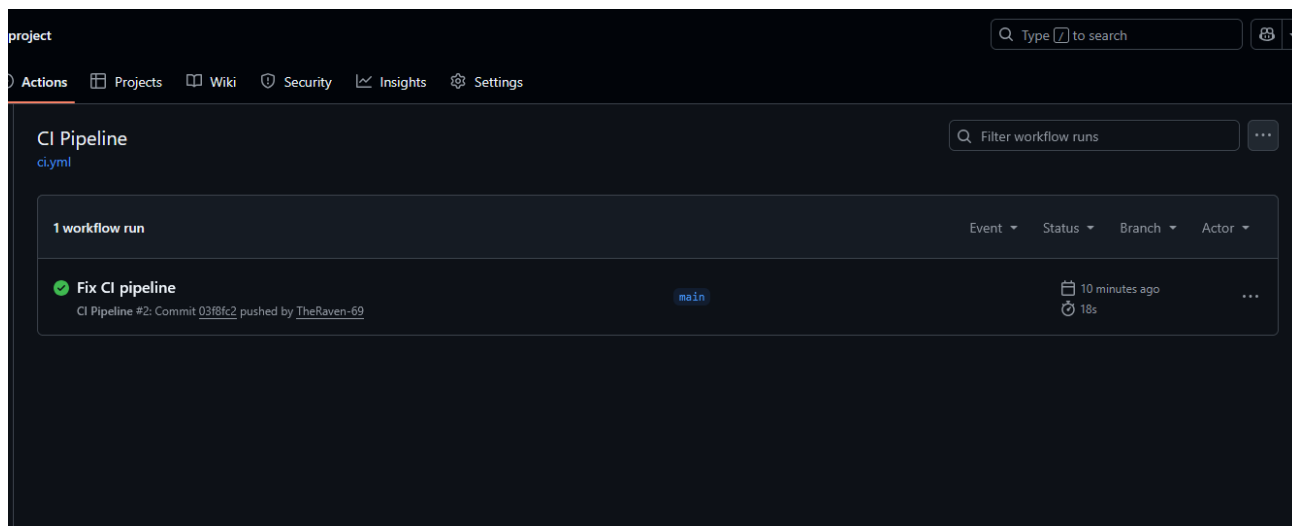 project
Type / to search
Actions Projects Wiki Security Insights Settings
CI Pipeline
Filter workflow runs
ci.yml
1 workflow run
Event Status Branch Actor
Fix CI pipeline
main
10 minutes ago
CI Pipeline #2: Commit 03f8fc2 pushed by TheRaven-69
18s